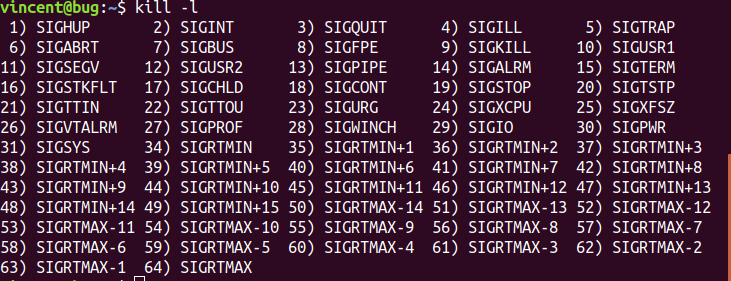 vincent@bug:~$ kill -l
 1) SIGHUP	 2) SIGINT	 3) SIGQUIT	 4) SIGILL	 5) SIGTRAP
 6) SIGABRT	 7) SIGBUS	 8) SIGFPE	 9) SIGKILL	10) SIGUSR1
11) SIGSEGV	12) SIGUSR2	13) SIGPIPE	14) SIGALRM	15) SIGTERM
16) SIGSTKFLT	17) SIGCHLD	18) SIGCONT	19) SIGSTOP	20) SIGTSTP
21) SIGTTIN	22) SIGTTOU	23) SIGURG	24) SIGXCPU	25) SIGXFSZ
26) SIGVTALRM	27) SIGPROF	28) SIGWINCH	29) SIGIO	30) SIGPWR
31) SIGSYS	34) SIGRTMIN	35) SIGRTMIN+1	36) SIGRTMIN+2	37) SIGRTMIN+3
38) SIGRTMIN+4	39) SIGRTMIN+5	40) SIGRTMIN+6	41) SIGRTMIN+7	42) SIGRTMIN+8
43) SIGRTMIN+9	44) SIGRTMIN+10	45) SIGRTMIN+11	46) SIGRTMIN+12	47) SIGRTMIN+13
48) SIGRTMIN+14	49) SIGRTMIN+15	50) SIGRTMAX-14	51) SIGRTMAX-13	52) SIGRTMAX-12
53) SIGRTMAX-11	54) SIGRTMAX-10	55) SIGRTMAX-9	56) SIGRTMAX-8	57) SIGRTMAX-7
58) SIGRTMAX-6	59) SIGRTMAX-5	60) SIGRTMAX-4	61) SIGRTMAX-3	62) SIGRTMAX-2
63) SIGRTMAX-1	64) SIGRTMAX